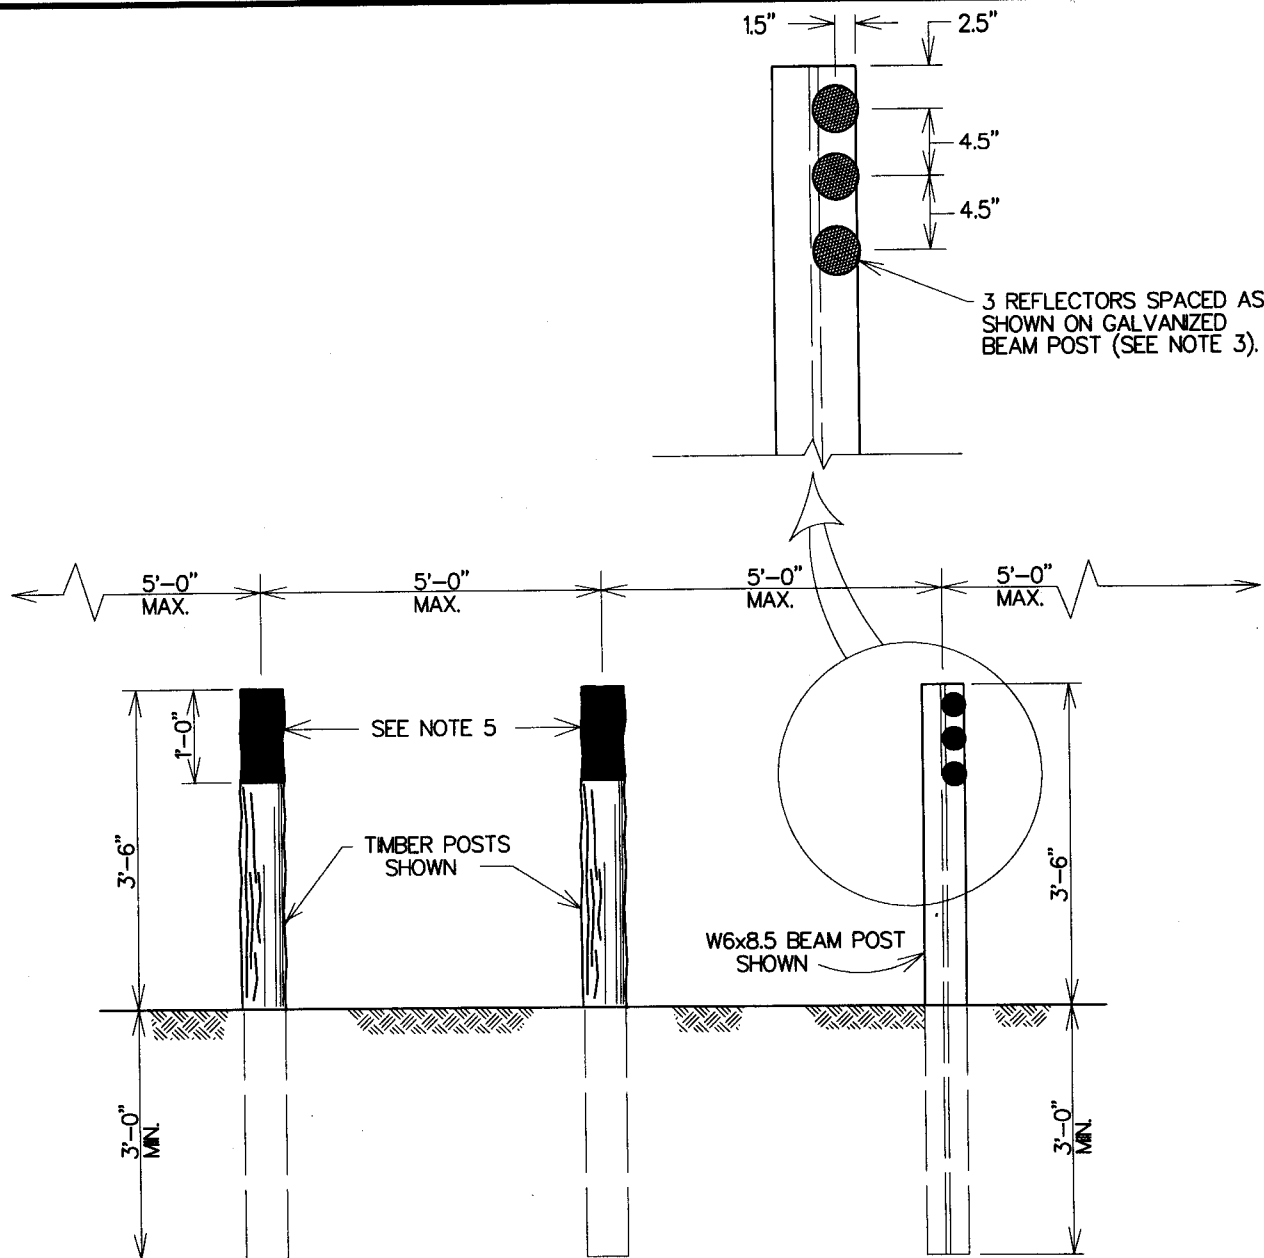 1.5" 2.5"
4.5"
4.5"
3 REFLECTORS SPACED AS
SHOWN ON GALVANIZED
BEAM POST (SEE NOTE 3).
5'-0" 5'-0" 5'-0" 5'-0"
MAX. MAX. MAX. MAX.
1'-0"
SEE NOTE 5
3'-6"
TIMBER POSTS
SHOWN
3'-6"
W6x8.5 BEAM POST
SHOWN
3'-0"
MIN.
3'-0"
MIN.